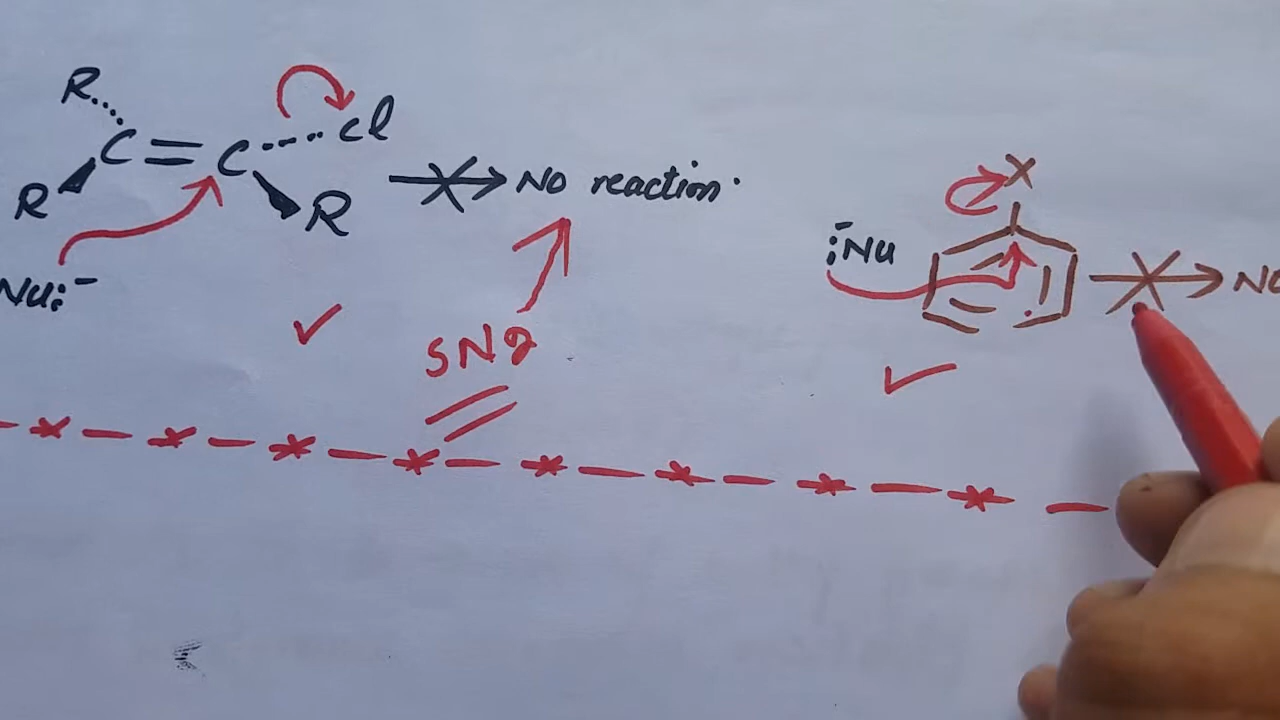 R
C = C Cl
R R
No reaction.
Nu:⁻
SN2
X
:⁻Nu
No